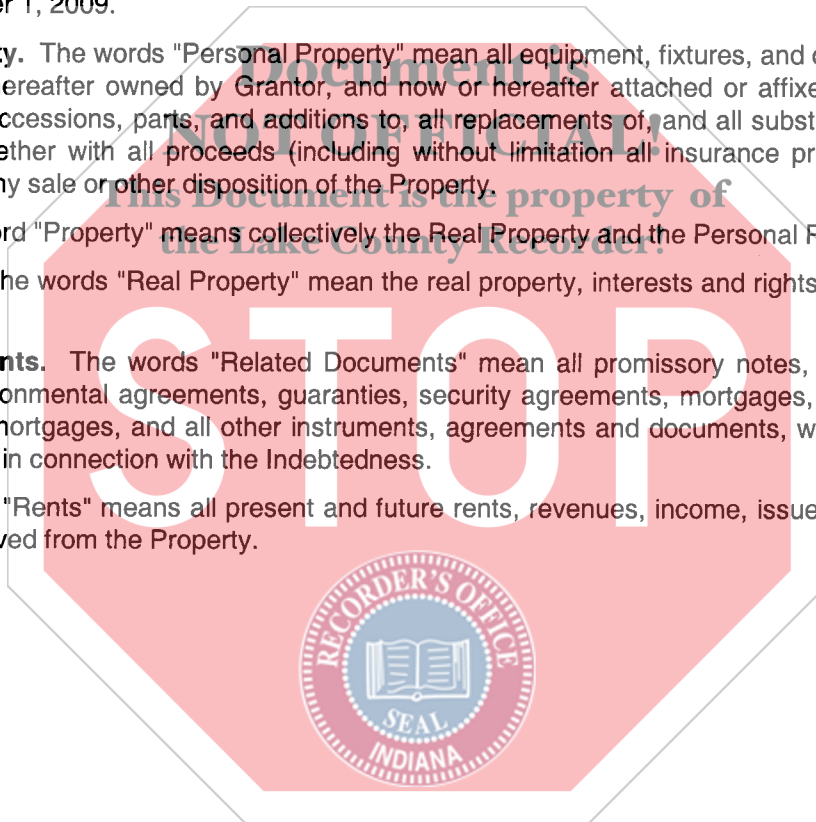 er 1, 2009.
ty. The words "Personal Property" mean all equipment, fixtures, and
ereafter owned by Grantor, and now or hereafter attached or affixe
ccessions, parts, and additions to, all replacements of, and all subst
ether with all proceeds (including without limitation all insurance pr
ny sale or other disposition of the Property.
rd "Property" means collectively the Real Property and the Personal P
he words "Real Property" mean the real property, interests and rights
nts. The words "Related Documents" mean all promissory notes,
onmental agreements, guaranties, security agreements, mortgages,
nortgages, and all other instruments, agreements and documents, w
in connection with the Indebtedness.
"Rents" means all present and future rents, revenues, income, issue
ved from the Property.
Document is
NOT OFFICIAL!
This Document is the property of
the Lake County Recorder!
STOP
RECORDER'S OFFICE
SEAL
INDIANA